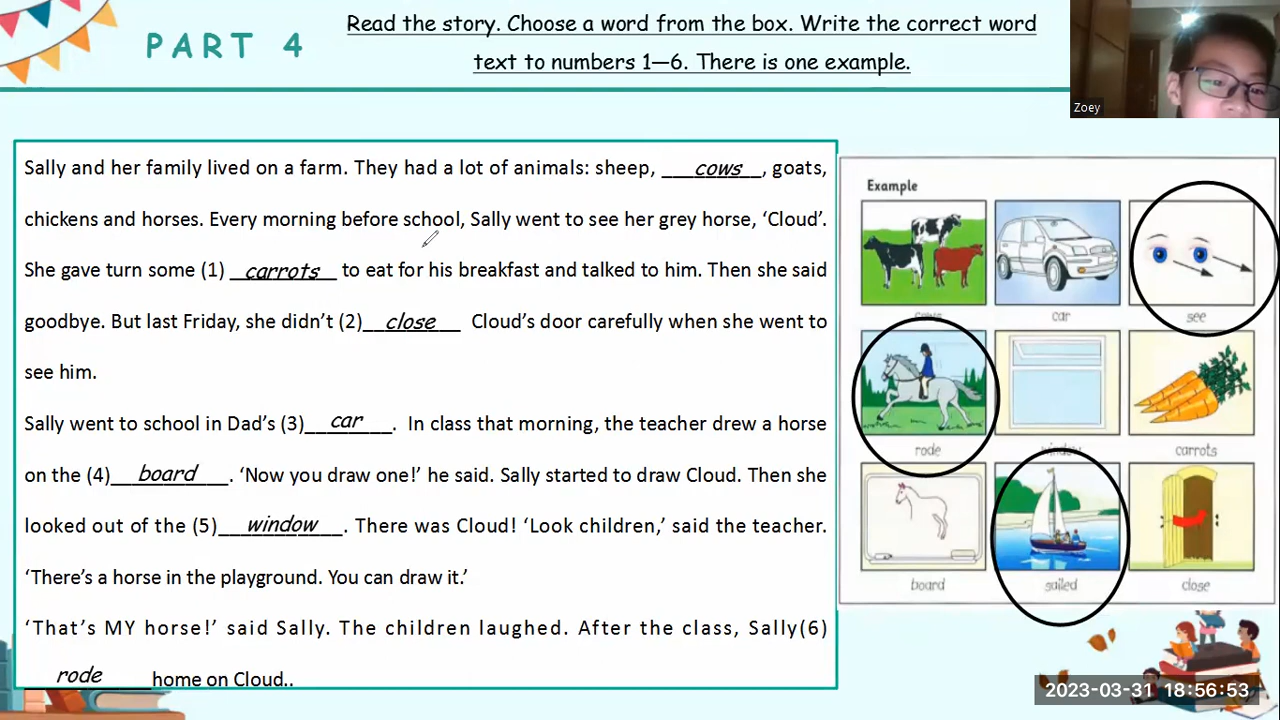 PART 4
Read the story. Choose a word from the box. Write the correct word
text to numbers 1—6. There is one example.
Zoey
Sally and her family lived on a farm. They had a lot of animals: sheep, ___cows__, goats,
chickens and horses. Every morning before school, Sally went to see her grey horse, ‘Cloud’.
She gave turn some (1) _carrots_ to eat for his breakfast and talked to him. Then she said
goodbye. But last Friday, she didn’t (2)__close__ Cloud’s door carefully when she went to
see him.
Sally went to school in Dad’s (3)__car__. In class that morning, the teacher drew a horse
on the (4)__board__. ‘Now you draw one!’ he said. Sally started to draw Cloud. Then she
looked out of the (5)__window__. There was Cloud! ‘Look children,’ said the teacher.
‘There’s a horse in the playground. You can draw it.’
‘That’s MY horse!’ said Sally. The children laughed. After the class, Sally(6)
__rode__home on Cloud..
Example
cows
car
see
rode
window
carrots
board
sailed
close
2023-03-31 18:56:53